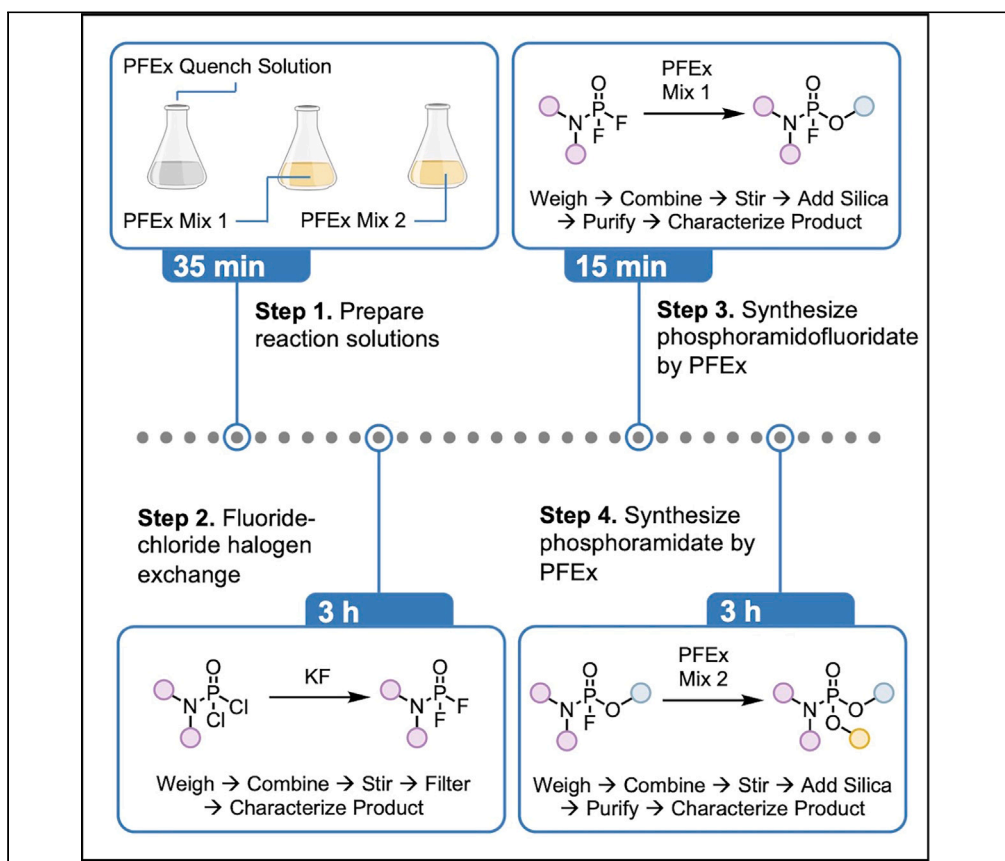 PFEx Quench Solution
PFEx Mix 1
PFEx Mix 2
35 min
Step 1. Prepare
reaction solutions
Step 2. Fluoride-
chloride halogen
exchange
3 h
O
N
P
Cl
Cl
KF
O
N
P
F
F
Weigh → Combine → Stir → Filter
→ Characterize Product
O
N
P
F
F
PFEx
Mix 1
O
N
P
O
F
Weigh → Combine → Stir → Add Silica
→ Purify → Characterize Product
15 min
Step 3. Synthesize
phosphoramidofluoridate
by PFEx
Step 4. Synthesize
phosphoramidate by
PFEx
3 h
O
N
P
O
F
PFEx
Mix 2
O
N
P
O
O
Weigh → Combine → Stir → Add Silica
→ Purify → Characterize Product